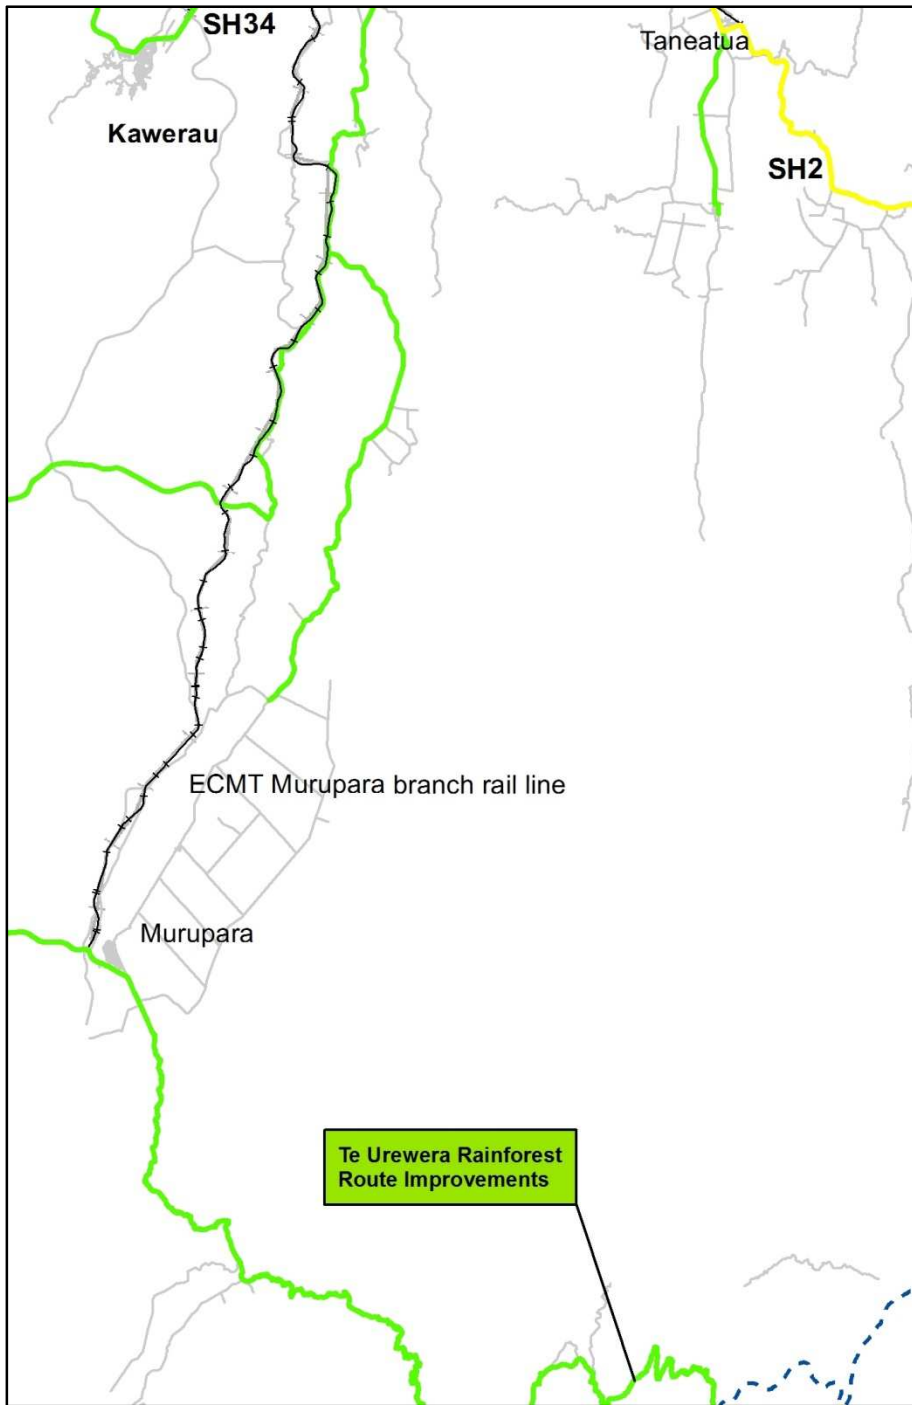 SH34
Taneatua
Kawerau
SH2
ECMT Murupara branch rail line
Murupara
Te Urewera Rainforest
Route Improvements